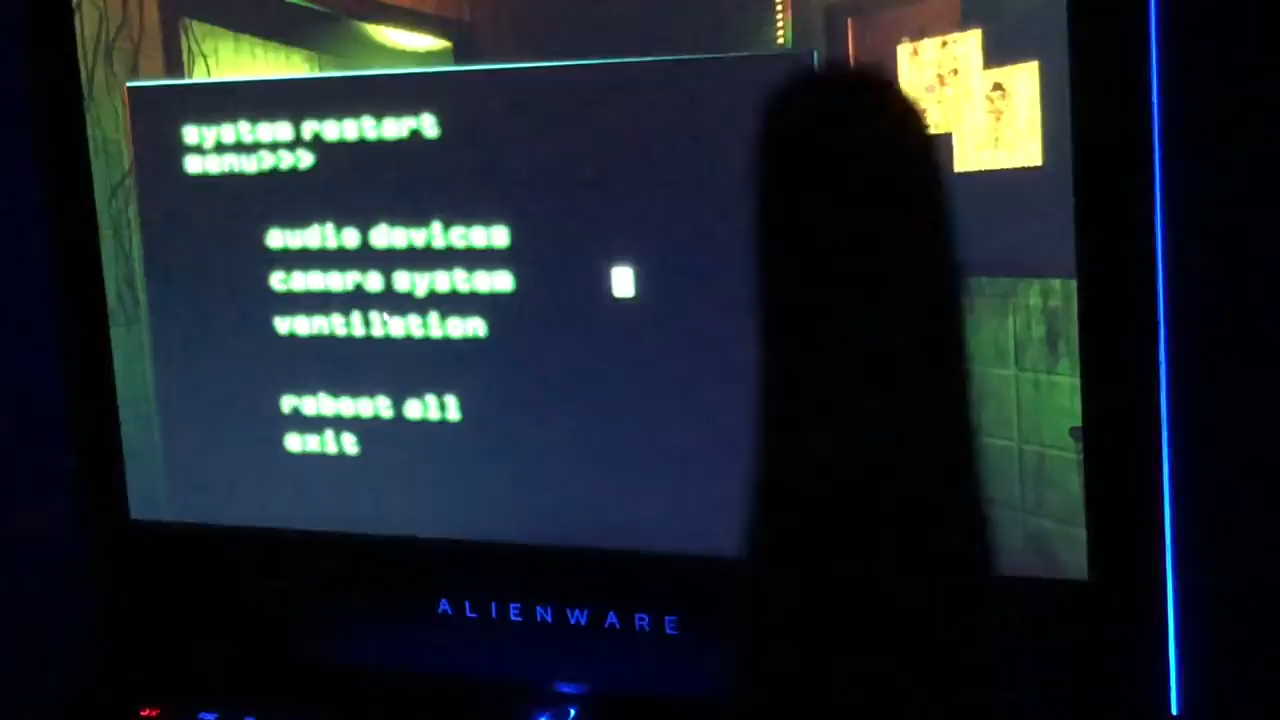 system restart
menu>>>
audio devices
camera system
ventilation
reboot all
exit
ALIENWARE